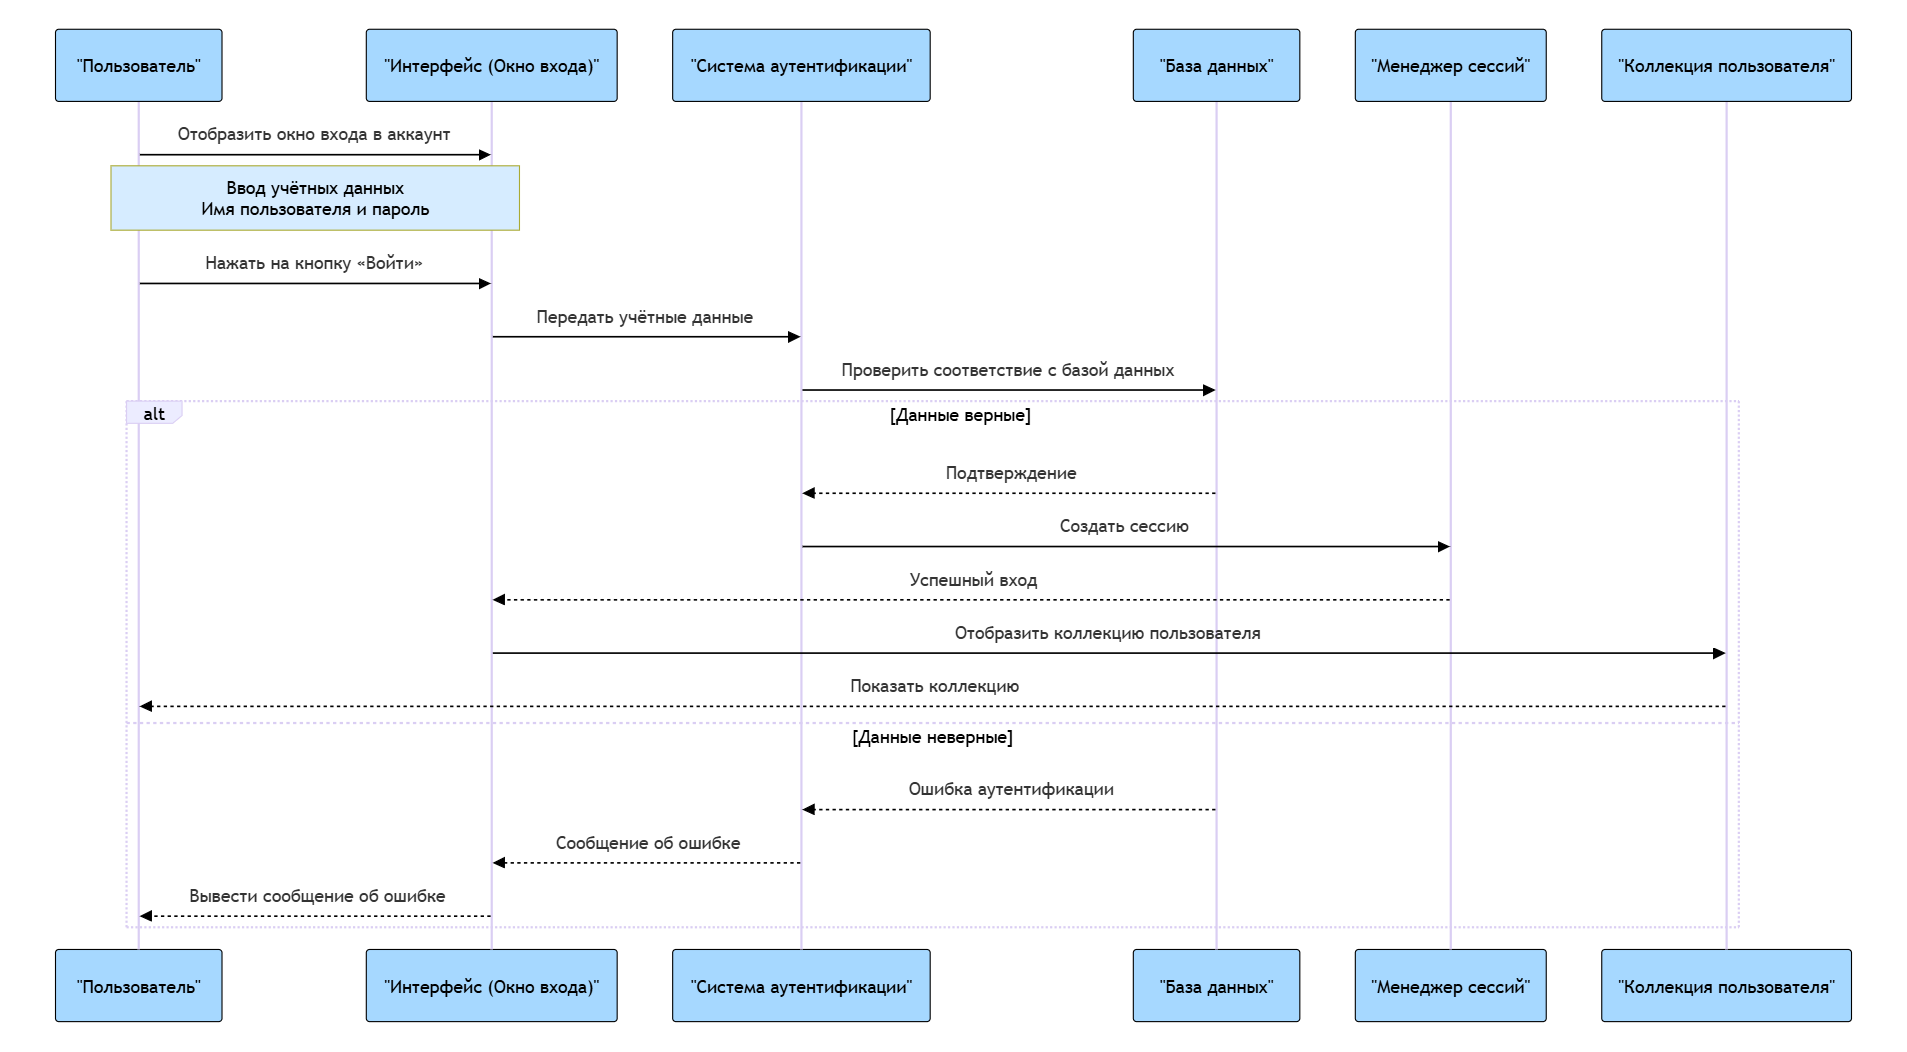 "Пользователь"
"Интерфейс (Окно входа)"
"Система аутентификации"
"База данных"
"Менеджер сессий"
"Коллекция пользователя"
Отобразить окно входа в аккаунт
Ввод учётных данных
Имя пользователя и пароль
Нажать на кнопку «Войти»
Передать учётные данные
Проверить соответствие с базой данных
alt
[Данные верные]
Подтверждение
Создать сессию
Успешный вход
Отобразить коллекцию пользователя
Показать коллекцию
[Данные неверные]
Ошибка аутентификации
Сообщение об ошибке
Вывести сообщение об ошибке
"Пользователь"
"Интерфейс (Окно входа)"
"Система аутентификации"
"База данных"
"Менеджер сессий"
"Коллекция пользователя"